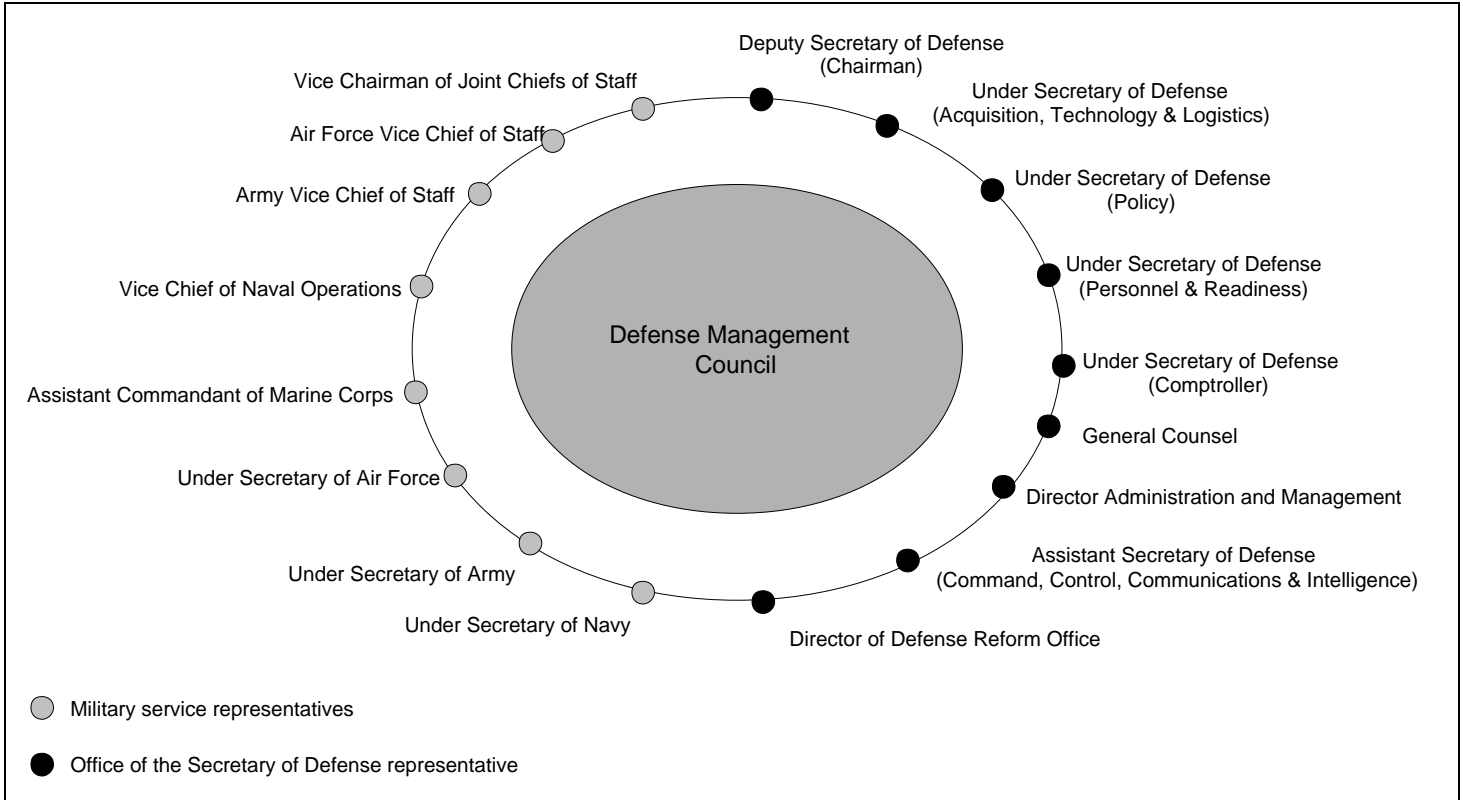 Deputy Secretary of Defense
(Chairman)
Vice Chairman of Joint Chiefs of Staff
Under Secretary of Defense
(Acquisition, Technology & Logistics)
Air Force Vice Chief of Staff
Army Vice Chief of Staff
Under Secretary of Defense
(Policy)
Vice Chief of Naval Operations
Under Secretary of Defense
(Personnel & Readiness)
Defense Management
Council
Under Secretary of Defense
(Comptroller)
Assistant Commandant of Marine Corps
General Counsel
Under Secretary of Air Force
Director Administration and Management
Under Secretary of Army
Assistant Secretary of Defense
(Command, Control, Communications & Intelligence)
Under Secretary of Navy
Director of Defense Reform Office
Military service representatives
Office of the Secretary of Defense representative